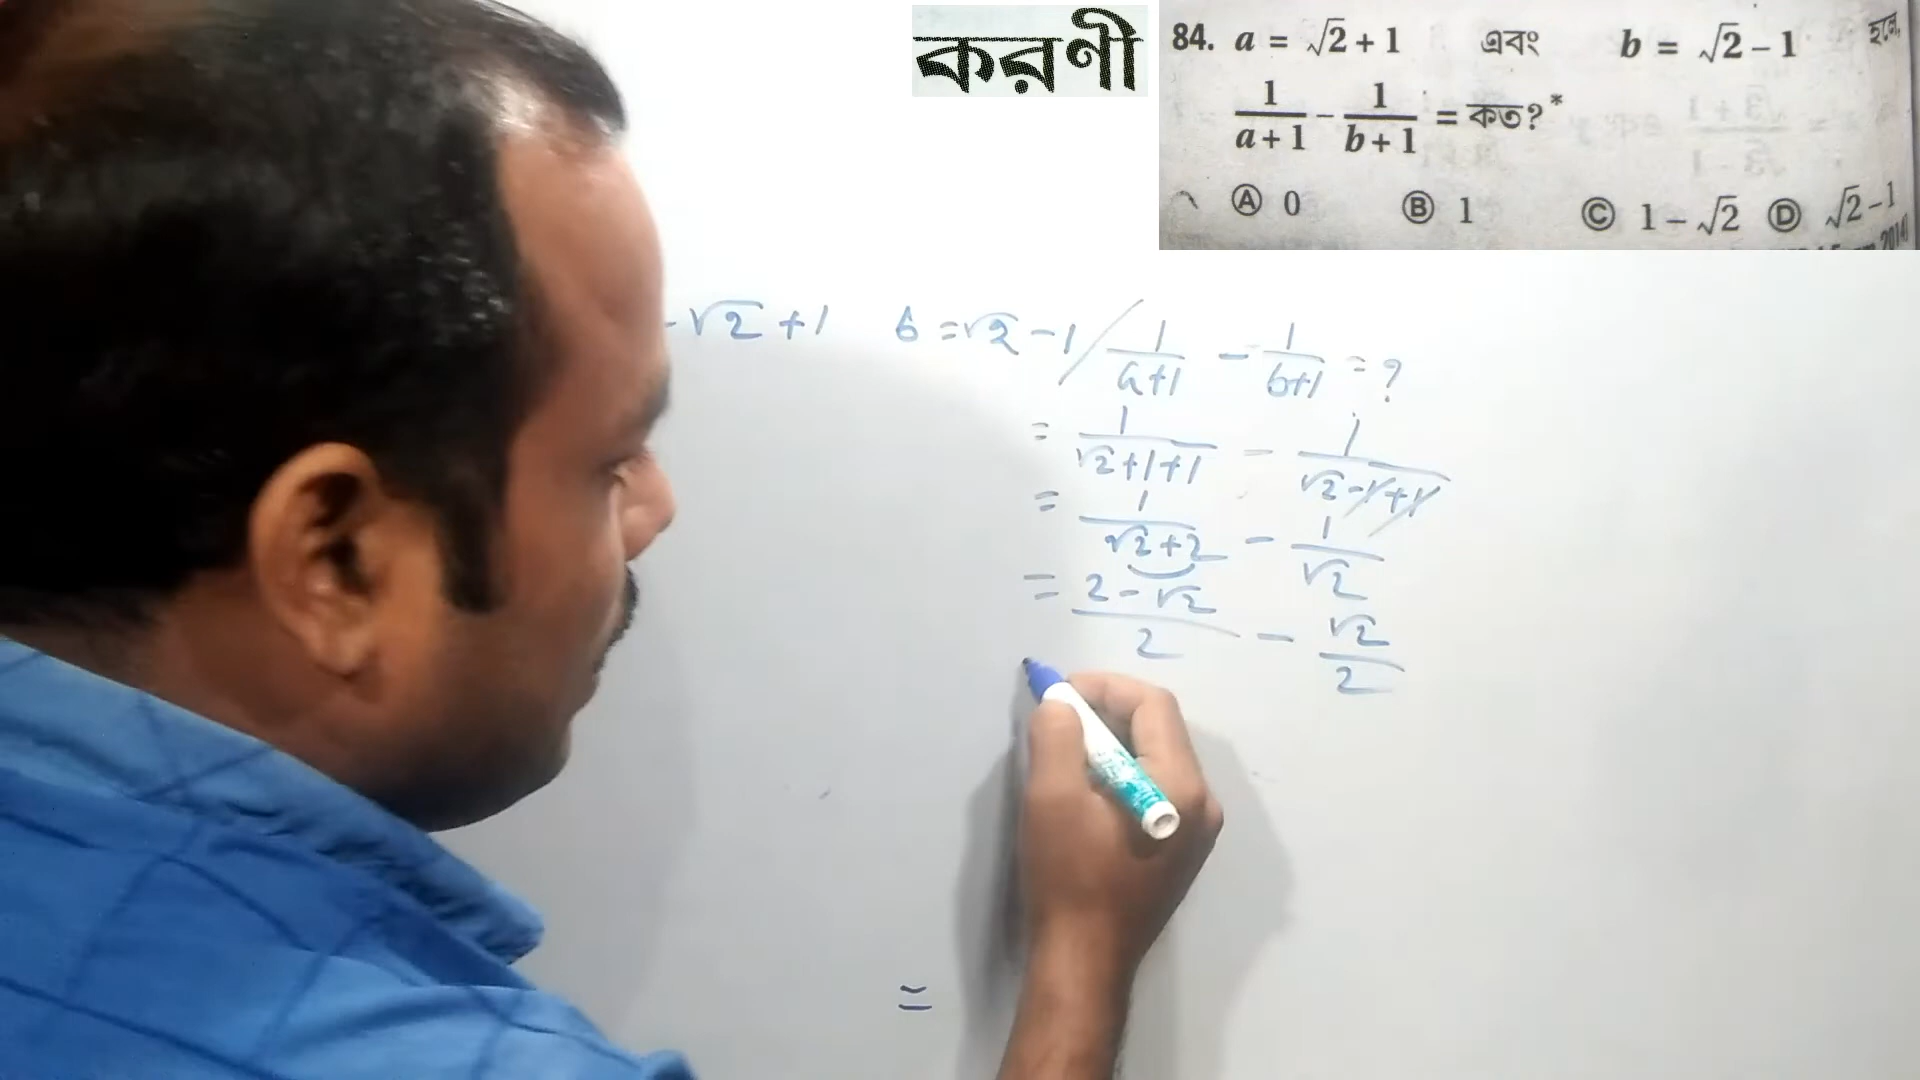 করণী
84. a = √2 + 1 এবং b = √2 − 1 হলে,
1/(a + 1) − 1/(b + 1) = কত?*
Ⓐ 0 Ⓑ 1 Ⓒ 1 − √2 Ⓓ √2 − 1
2014)
√2 + 1 b = √2 − 1 / 1/(a+1) − 1/(b+1) = ?
= 1/(√2+1+1) − 1/(√2−1+1)
= 1/(√2+2) − 1/√2
= (2−√2)/2 − √2/2
=